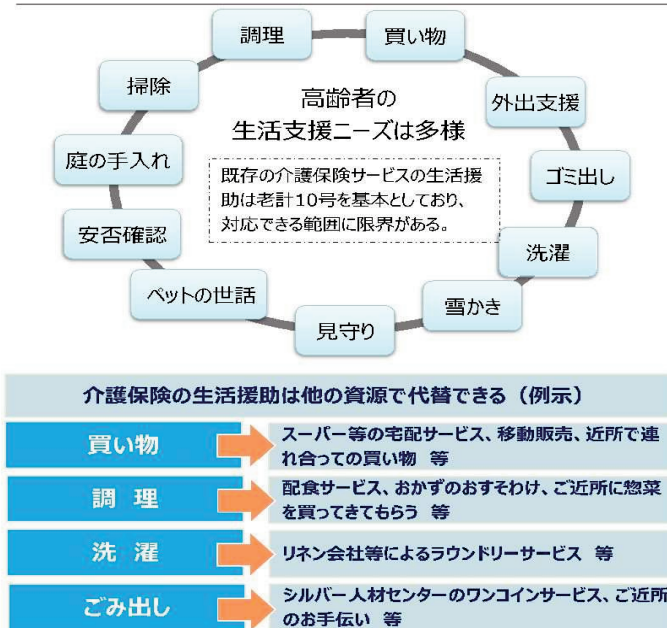 調理
買い物
掃除
外出支援
高齢者の
生活支援ニーズは多様
庭の手入れ
ゴミ出し
既存の介護保険サービスの生活援
助は老計10号を基本としており、
対応できる範囲に限界がある。
安否確認
洗濯
ペットの世話
雪かき
見守り
介護保険の生活援助は他の資源で代替できる（例示）
買い物
スーパー等の宅配サービス、移動販売、近所で連
れ合っての買い物 等
調 理
配食サービス、おかずのおすそわけ、ご近所に惣菜
を買ってきてもらう 等
洗 濯
リネン会社等によるラウンドリーサービス 等
ごみ出し
シルバー人材センターのワンコインサービス、ご近所
のお手伝い 等